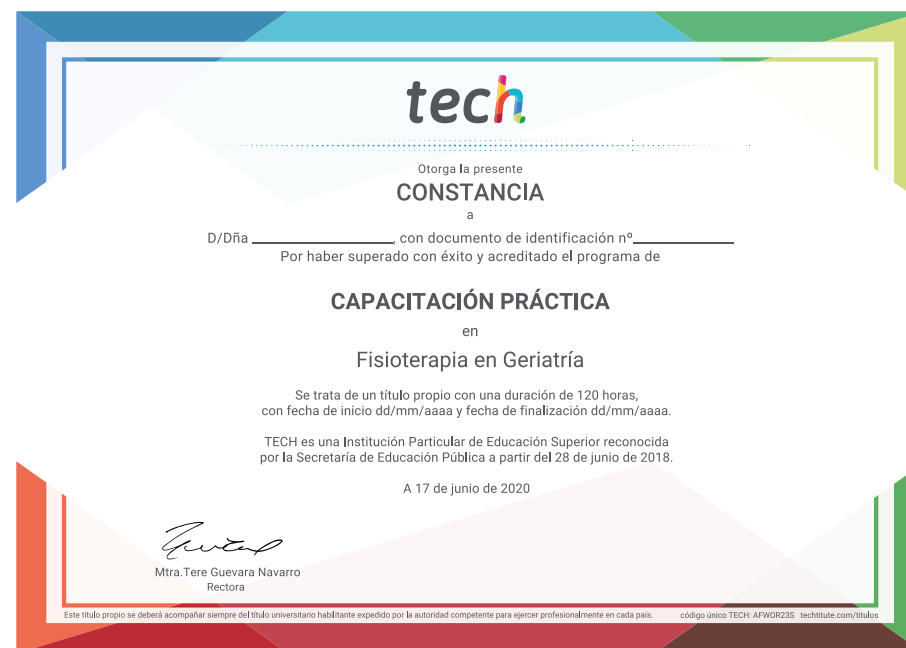 tech
Otorga la presente
CONSTANCIA
a
D/Dña ____________________, con documento de identificación nº______________
Por haber superado con éxito y acreditado el programa de
CAPACITACIÓN PRÁCTICA
en
Fisioterapia en Geriatría
Se trata de un título propio con una duración de 120 horas,
con fecha de inicio dd/mm/aaaa y fecha de finalización dd/mm/aaaa.
TECH es una Institución Particular de Educación Superior reconocida
por la Secretaría de Educación Pública a partir del 28 de junio de 2018.
A 17 de junio de 2020
Mtra.Tere Guevara Navarro
Rectora
Este título propio se deberá acompañar siempre del título universitario habilitante expedido por la autoridad competente para ejercer profesionalmente en cada país. código único TECH: AFWOR23S techtitute.com/titulos